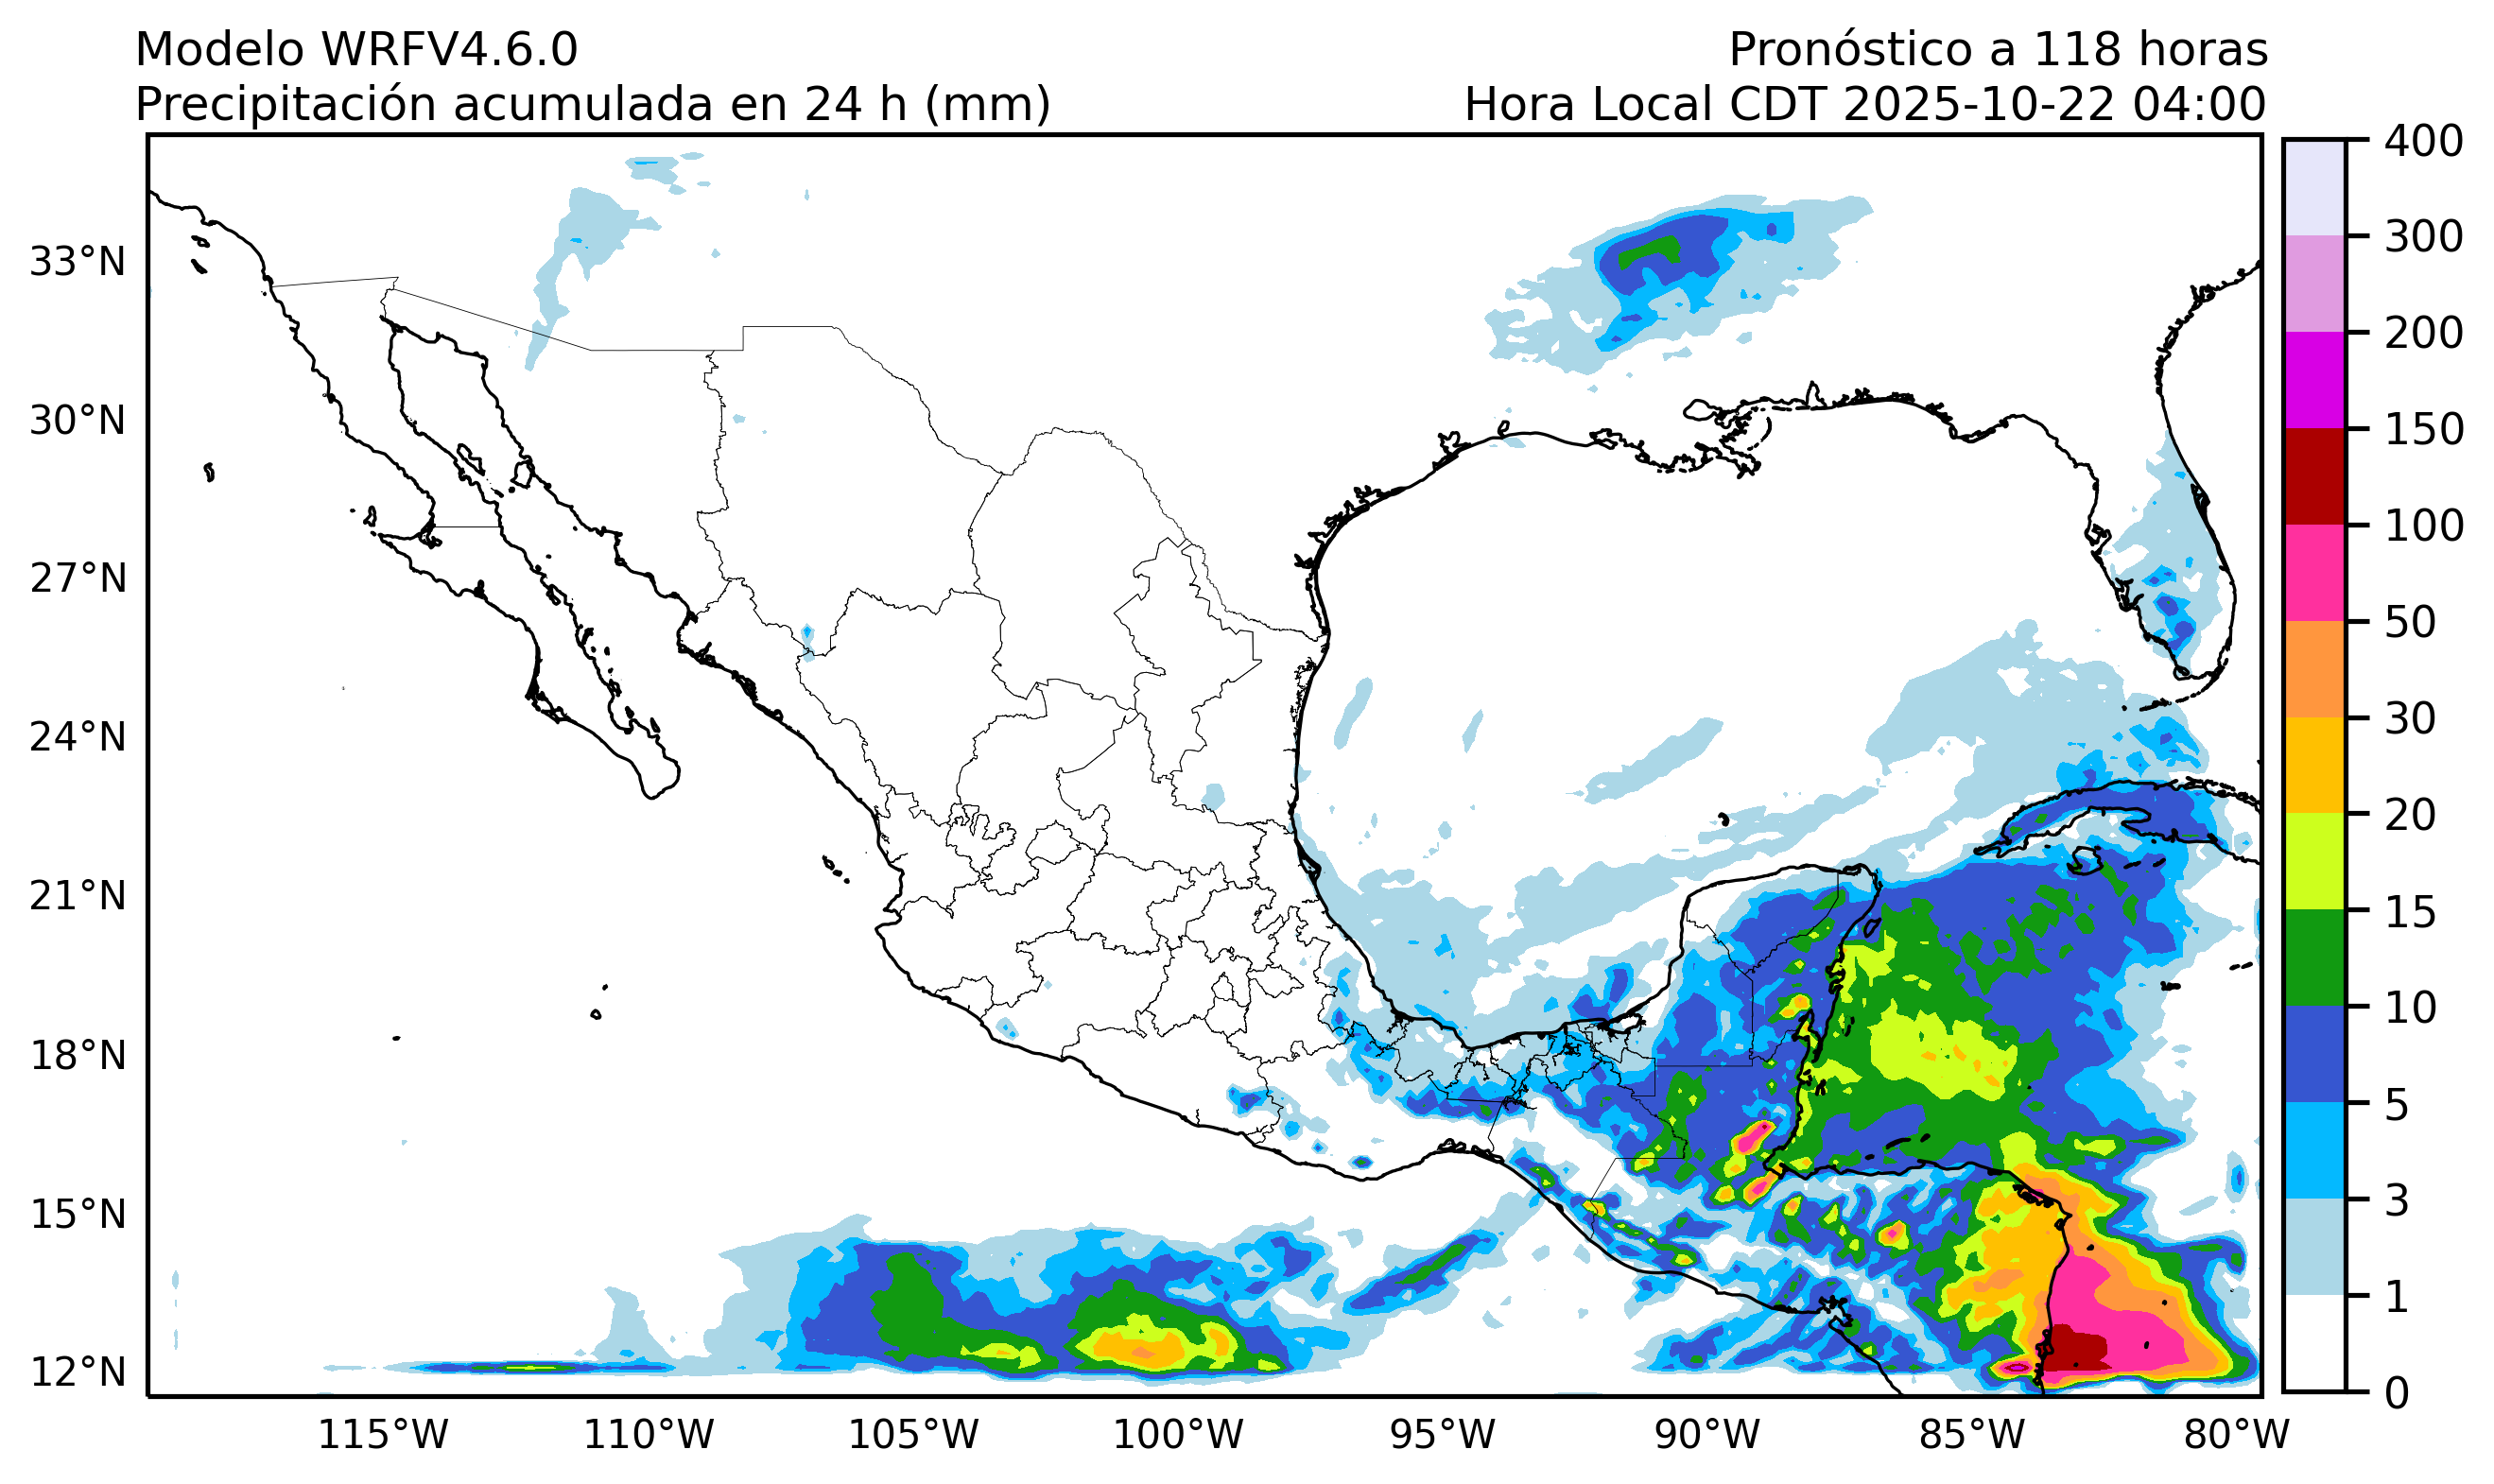 Modelo WRFV4.6.0
Pronóstico a 118 horas
Precipitación acumulada en 24 h (mm)
Hora Local CDT 2025-10-22 04:00
33°N
30°N
27°N
24°N
21°N
18°N
15°N
12°N
115°W
110°W
105°W
100°W
95°W
90°W
85°W
80°W
400
300
200
150
100
50
30
20
15
10
5
3
1
0